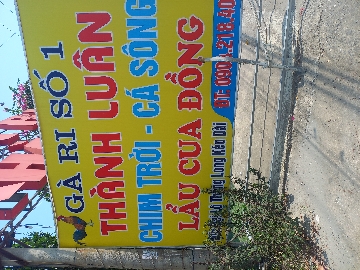 GÀ RI SỐ 1
THÀNH LUÂN
CHIM TRỜI - CÁ SÔNG
LẨU CUA ĐỒNG